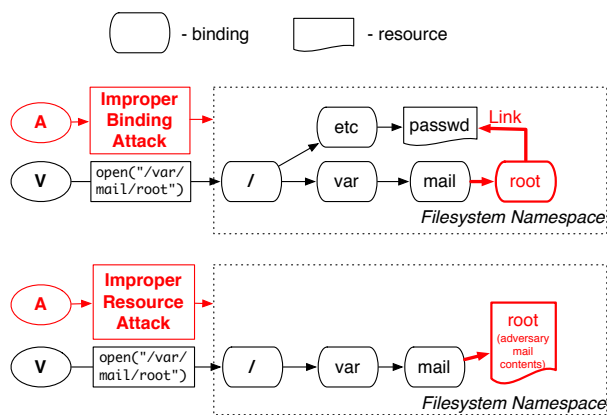 - binding
- resource
A
Improper
Binding
Attack
etc
passwd
Link
V
open("/var/
mail/root")
/
var
mail
root
Filesystem Namespace
A
Improper
Resource
Attack
root
(adversary
mail
contents)
V
open("/var/
mail/root")
/
var
mail
Filesystem Namespace